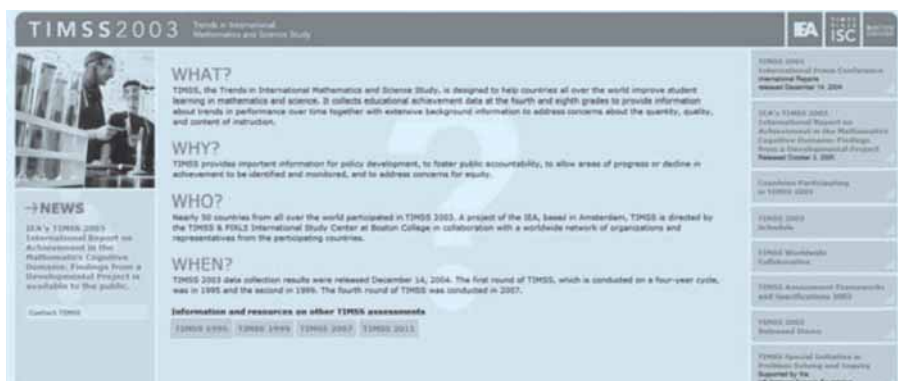 TIMSS2003 Trends in International
Mathematics and Science Study
IEA
TIMSS
PIRLS
ISC
BOSTON
COLLEGE
WHAT?
TIMSS, the Trends in International Mathematics and Science Study, is designed to help countries all over the world improve student
learning in mathematics and science. It collects educational achievement data at the fourth and eighth grades to provide information
about trends in performance over time together with extensive background information to address concerns about the quantity, quality,
and content of instruction.
WHY?
TIMSS provides important information for policy development, to foster public accountability, to allow areas of progress or decline in
achievement to be identified and monitored, and to address concerns for equity.
WHO?
Nearly 50 countries from all over the world participated in TIMSS 2003. A project of the IEA, based in Amsterdam, TIMSS is directed by
the TIMSS & PIRLS International Study Center at Boston College in collaboration with a worldwide network of organizations and
representatives from the participating countries.
WHEN?
TIMSS 2003 data collection results were released December 14, 2004. The first round of TIMSS, which is conducted on a four-year cycle,
was in 1995 and the second in 1999. The fourth round of TIMSS was conducted in 2007.
Information and resources on other TIMSS assessments
TIMSS 1995 TIMSS 1999 TIMSS 2007 TIMSS 2011
→NEWS
IEA's TIMSS 2003
International Report on
Achievement in the
Mathematics Cognitive
Domains: Findings from a
Developmental Project is
available to the public.
Contact TIMSS
TIMSS 2003
International Press Conference
International Reports
released December 14, 2004
IEA's TIMSS 2003
International Report on
Achievement in the Mathematics
Cognitive Domains: Findings
from a Developmental Project
Released October 3, 2005
Countries Participating
in TIMSS 2003
TIMSS 2003
Schedule
TIMSS Worldwide
Collaboration
TIMSS Assessment Frameworks
and Specifications 2003
TIMSS 2003
Released Items
TIMSS Special Initiative in
Problem Solving and Inquiry
Supported by the